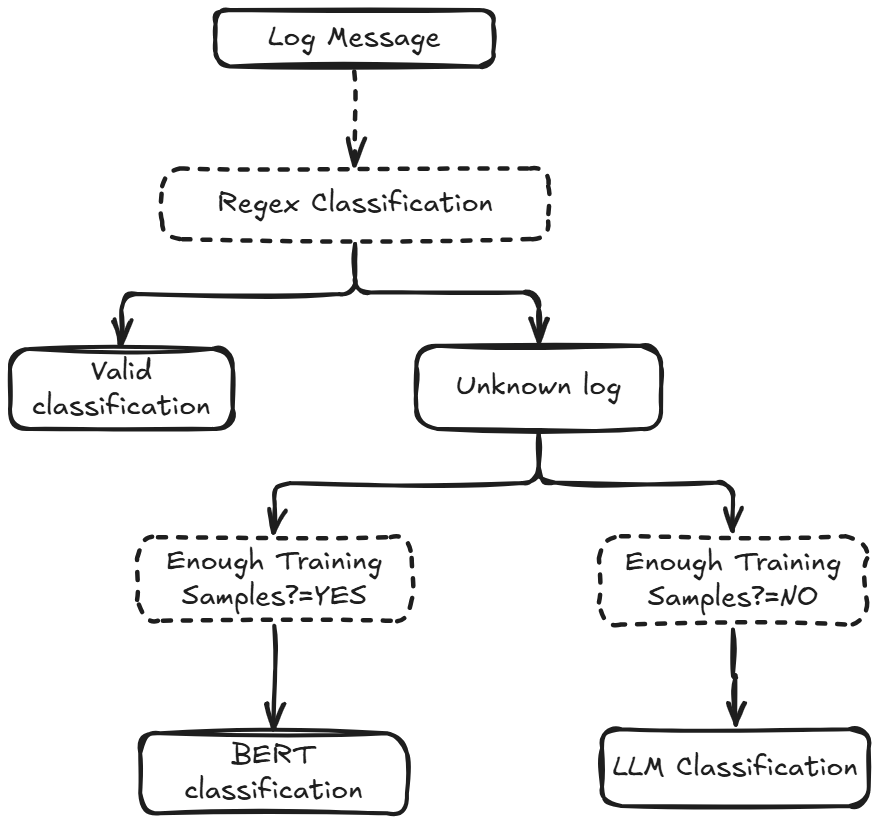 Log Message
Regex Classification
Valid
classification
Unknown log
Enough Training
Samples?=YES
Enough Training
Samples?=NO
BERT
classification
LLM Classification